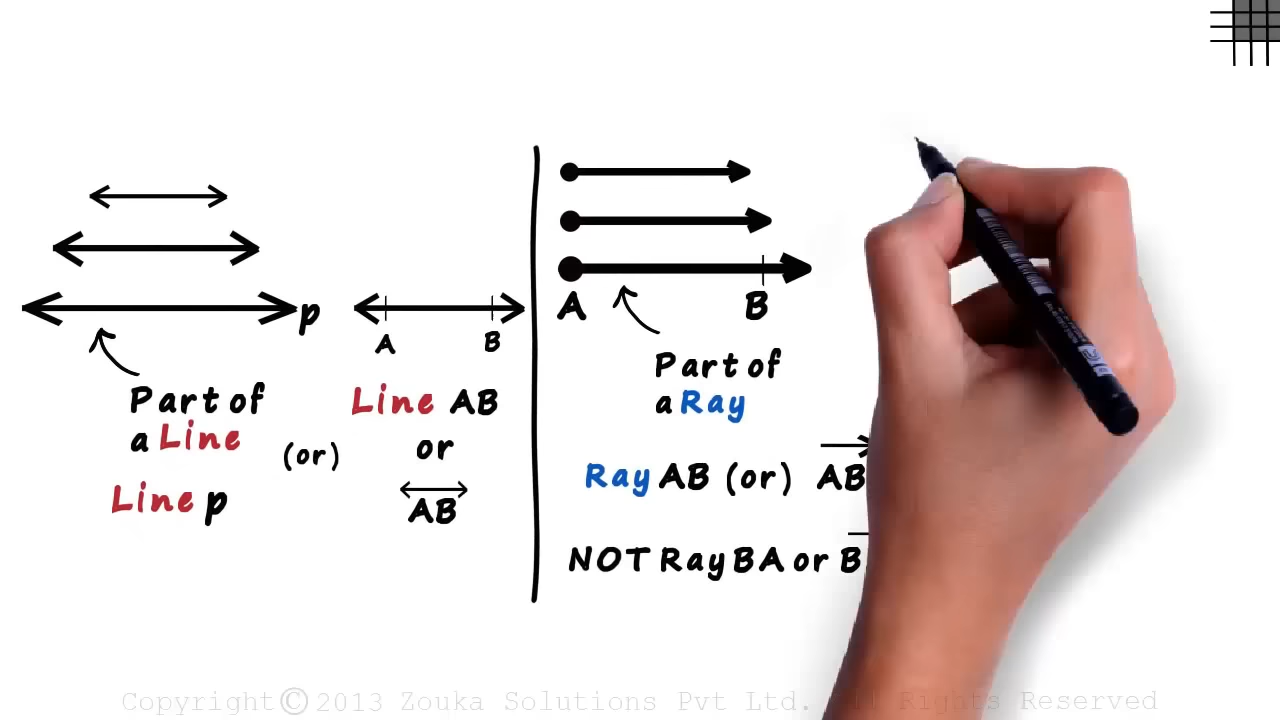 p
A B
Part of
a Line
(or)
Line p
Line AB
or
AB
A B
Part of
a Ray
Ray AB (or) AB
NOT Ray BA or B
Copyright © 2013 Zouka Solutions Pvt Ltd. Rights Reserved